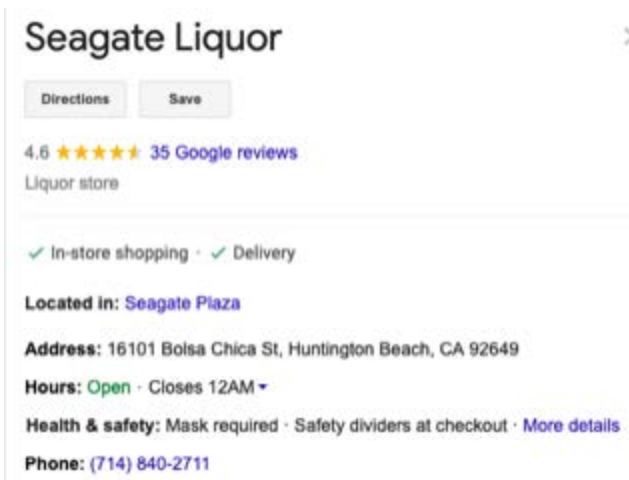 Seagate Liquor
Directions Save
4.6 35 Google reviews
Liquor store
In-store shopping · Delivery
Located in: Seagate Plaza
Address: 16101 Bolsa Chica St, Huntington Beach, CA 92649
Hours: Open · Closes 12AM
Health & safety: Mask required · Safety dividers at checkout · More details
Phone: (714) 840-2711